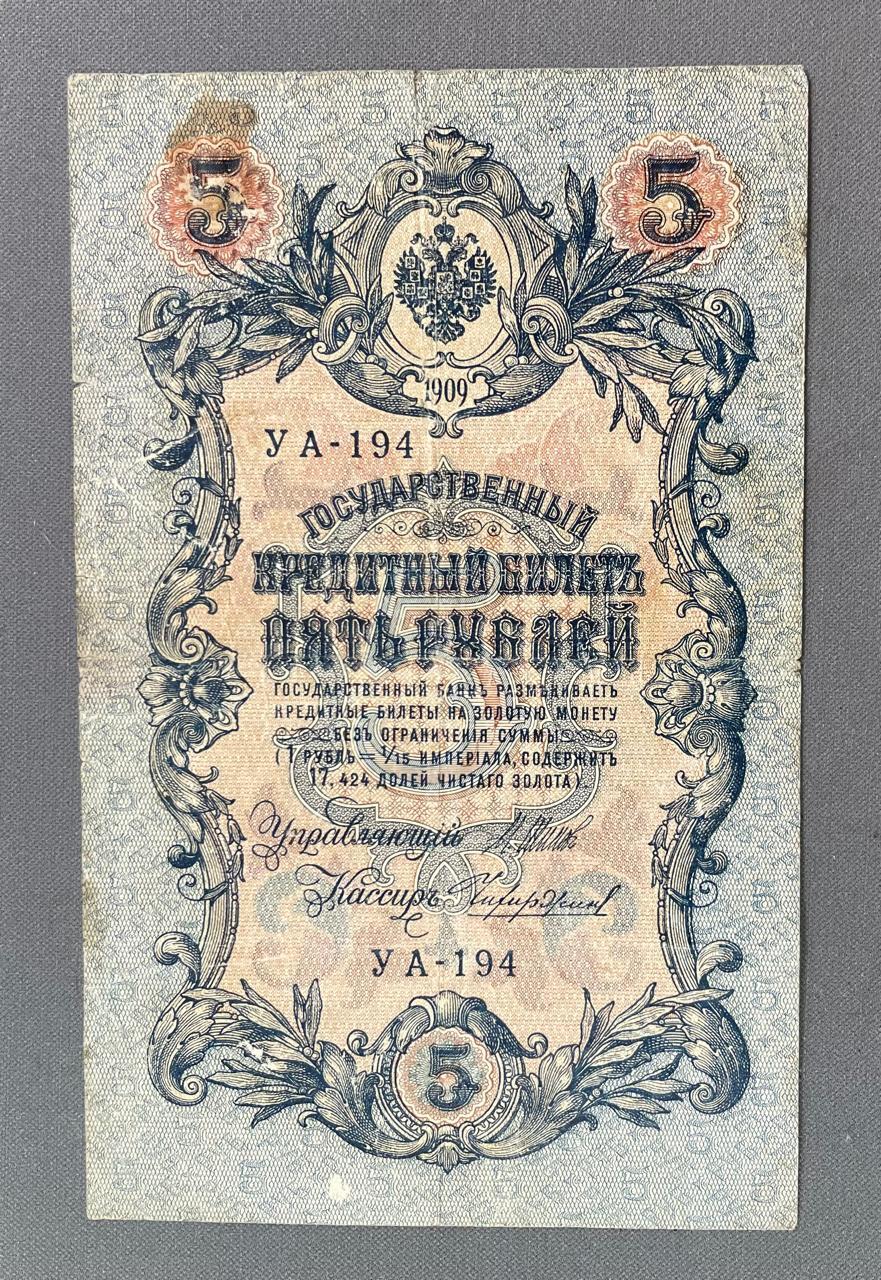 5 5
1909
УА-194
ГОСУДАРСТВЕННЫЙ
КРЕДИТНЫЙ БИЛЕТЪ
ПЯТЬ РУБЛЕЙ
ГОСУДАРСТВЕННЫЙ БАНКЪ РАЗМѢНИВАЕТЪ
КРЕДИТНЫЕ БИЛЕТЫ НА ЗОЛОТУЮ МОНЕТУ
БЕЗЪ ОГРАНИЧЕНІЯ СУММЫ
(1 РУБЛЬ = 1/15 ИМПЕРІАЛА, СОДЕРЖИТЪ
17,424 ДОЛЕЙ ЧИСТАГО ЗОЛОТА).
Управляющій
Кассиръ
УА-194
5